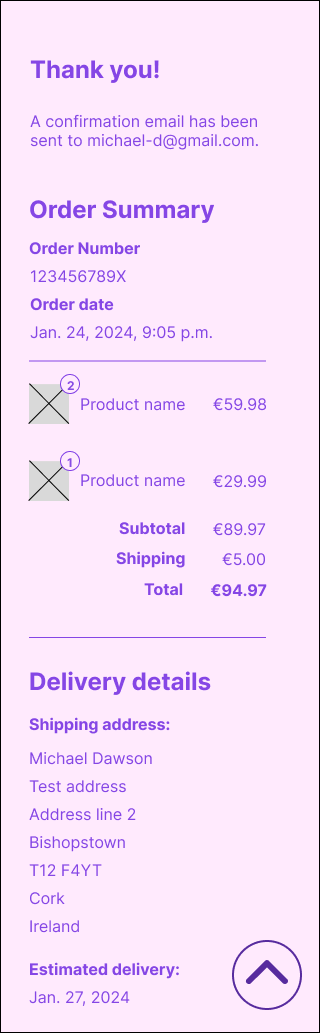 Thank you!
A confirmation email has been
sent to michael-d@gmail.com.
Order Summary
Order Number
123456789X
Order date
Jan. 24, 2024, 9:05 p.m.
2
Product name €59.98
1
Product name €29.99
Subtotal €89.97
Shipping €5.00
Total €94.97
Delivery details
Shipping address:
Michael Dawson
Test address
Address line 2
Bishopstown
T12 F4YT
Cork
Ireland
Estimated delivery:
Jan. 27, 2024